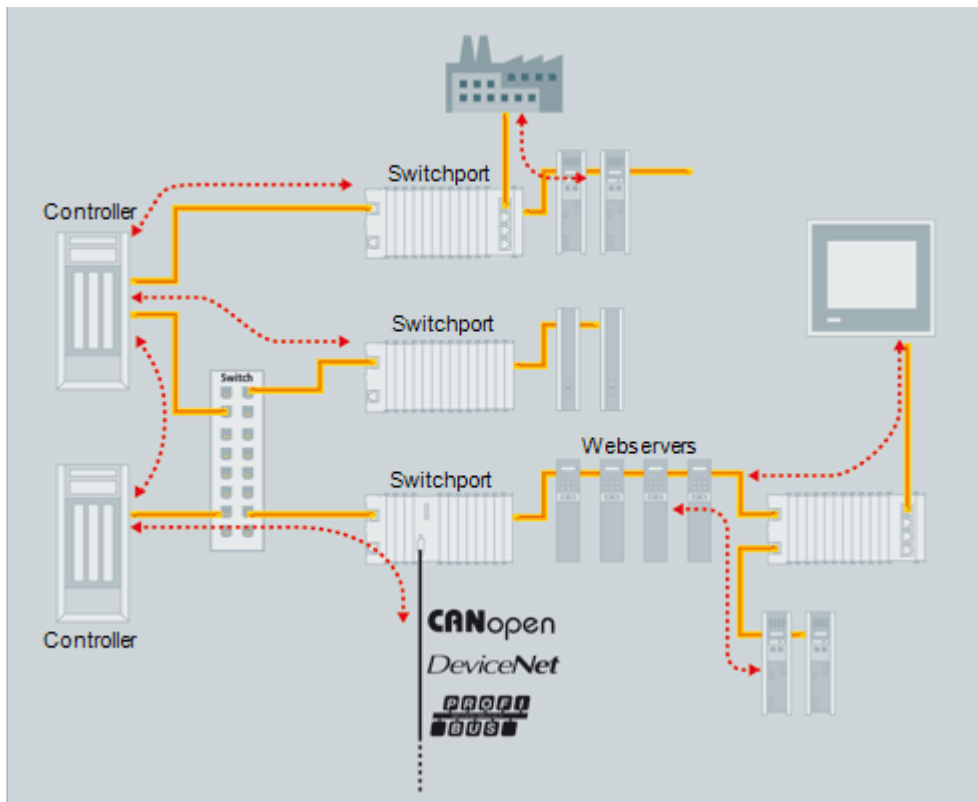 Switchport
Controller
Switchport
Switch
Webservers
Switchport
Controller
CANopen
DeviceNet
PROFI
BUS